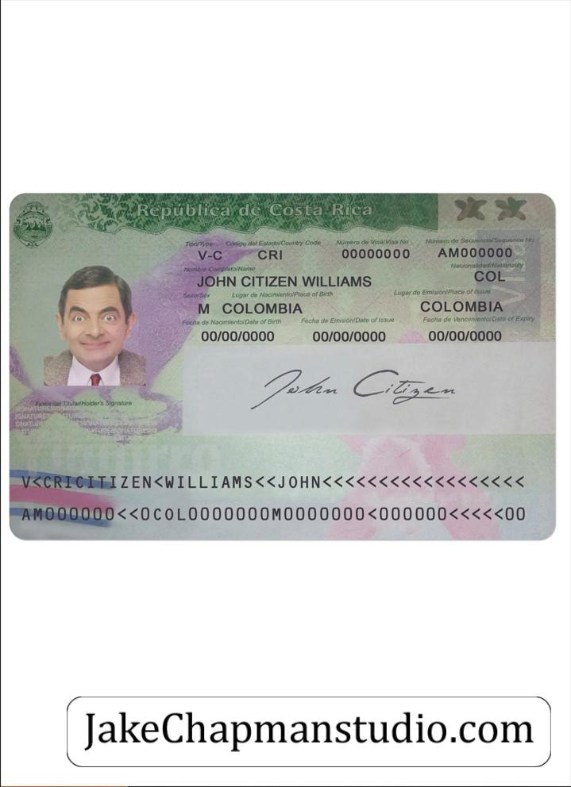 República de Costa Rica
Tipo/Type Código del Estado/Country Code Número de Visa/Visa No. Número de Secuencia/Sequence No.
V-C CRI 00000000 AM000000
Nombre Completo/Name Nacionalidad/Nationality
JOHN CITIZEN WILLIAMS COL
Sexo/Sex Lugar de Nacimiento/Place of Birth Lugar de Emisión/Place of Issue
M COLOMBIA COLOMBIA
Fecha de Nacimiento/Date of Birth Fecha de Emisión/Date of Issue Fecha de Vencimiento/Date of Expiry
00/00/0000 00/00/0000 00/00/0000
John Citizen
Titular/Holder's Signature
V<CRICITIZEN<WILLIAMS<<JOHN<<<<<<<<<<<<<<<<<
AM000000<<0COL0000000M0000000<000000<<<<<00
JakeChapmanstudio.com